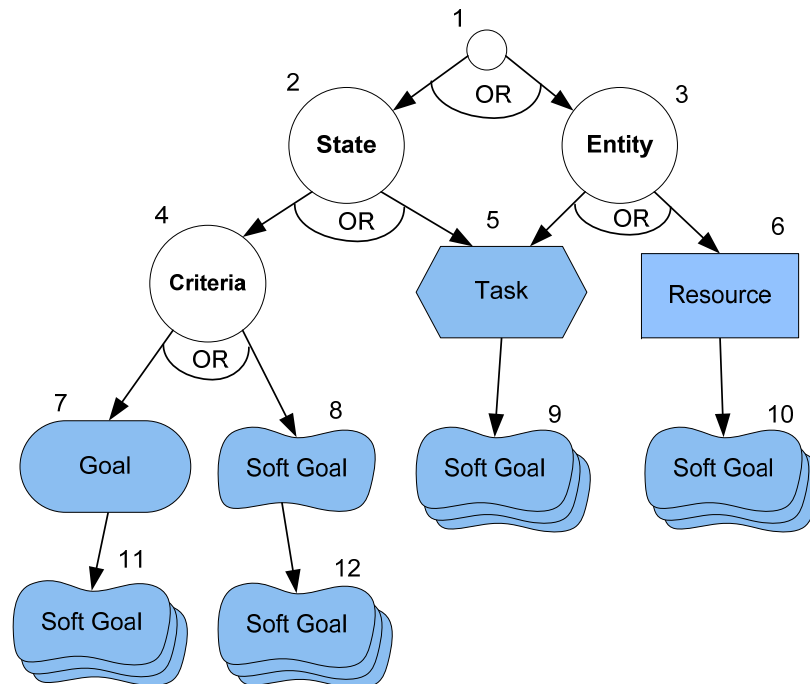 1
OR
2
State
3
Entity
4
OR
5
OR
6
Criteria
Task
Resource
OR
7
Goal
8
Soft Goal
9
Soft Goal
10
Soft Goal
11
Soft Goal
12
Soft Goal